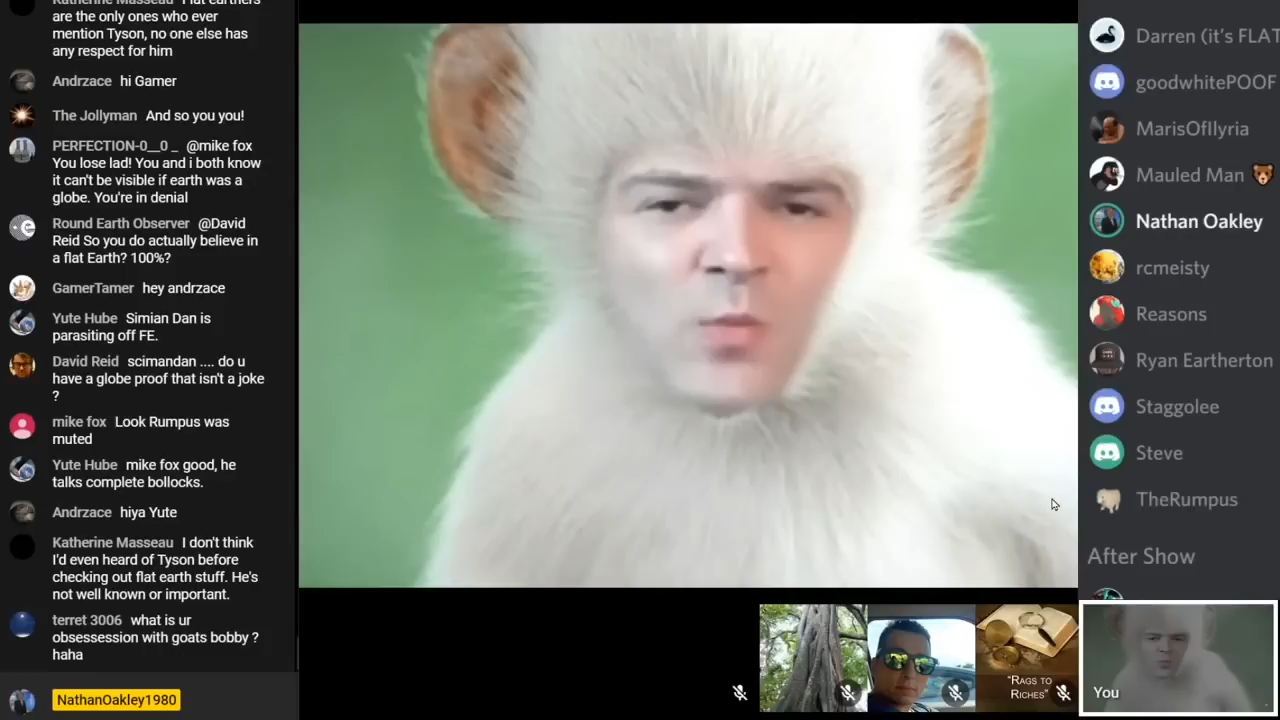 Katherine Masseau Flat earthers
are the only ones who ever
mention Tyson, no one else has
any respect for him
Andrzace hi Gamer
The Jollyman And so you you!
PERFECTION-0__0 _ @mike fox
You lose lad! You and i both know
it can't be visible if earth was a
globe. You're in denial
Round Earth Observer @David
Reid So you do actually believe in
a flat Earth? 100%?
GamerTamer hey andrzace
Yute Hube Simian Dan is
parasiting off FE.
David Reid scimandan .... do u
have a globe proof that isn't a joke
?
mike fox Look Rumpus was
muted
Yute Hube mike fox good, he
talks complete bollocks.
Andrzace hiya Yute
Katherine Masseau I don't think
I'd even heard of Tyson before
checking out flat earth stuff. He's
not well known or important.
terret 3006 what is ur
obsessession with goats bobby ?
haha
NathanOakley1980
"RAGS TO
RICHES"
You
Darren (it's FLAT
goodwhitePOOF
MarisOfIlyria
Mauled Man
Nathan Oakley
rcmeisty
Reasons
Ryan Eartherton
Staggolee
Steve
TheRumpus
After Show